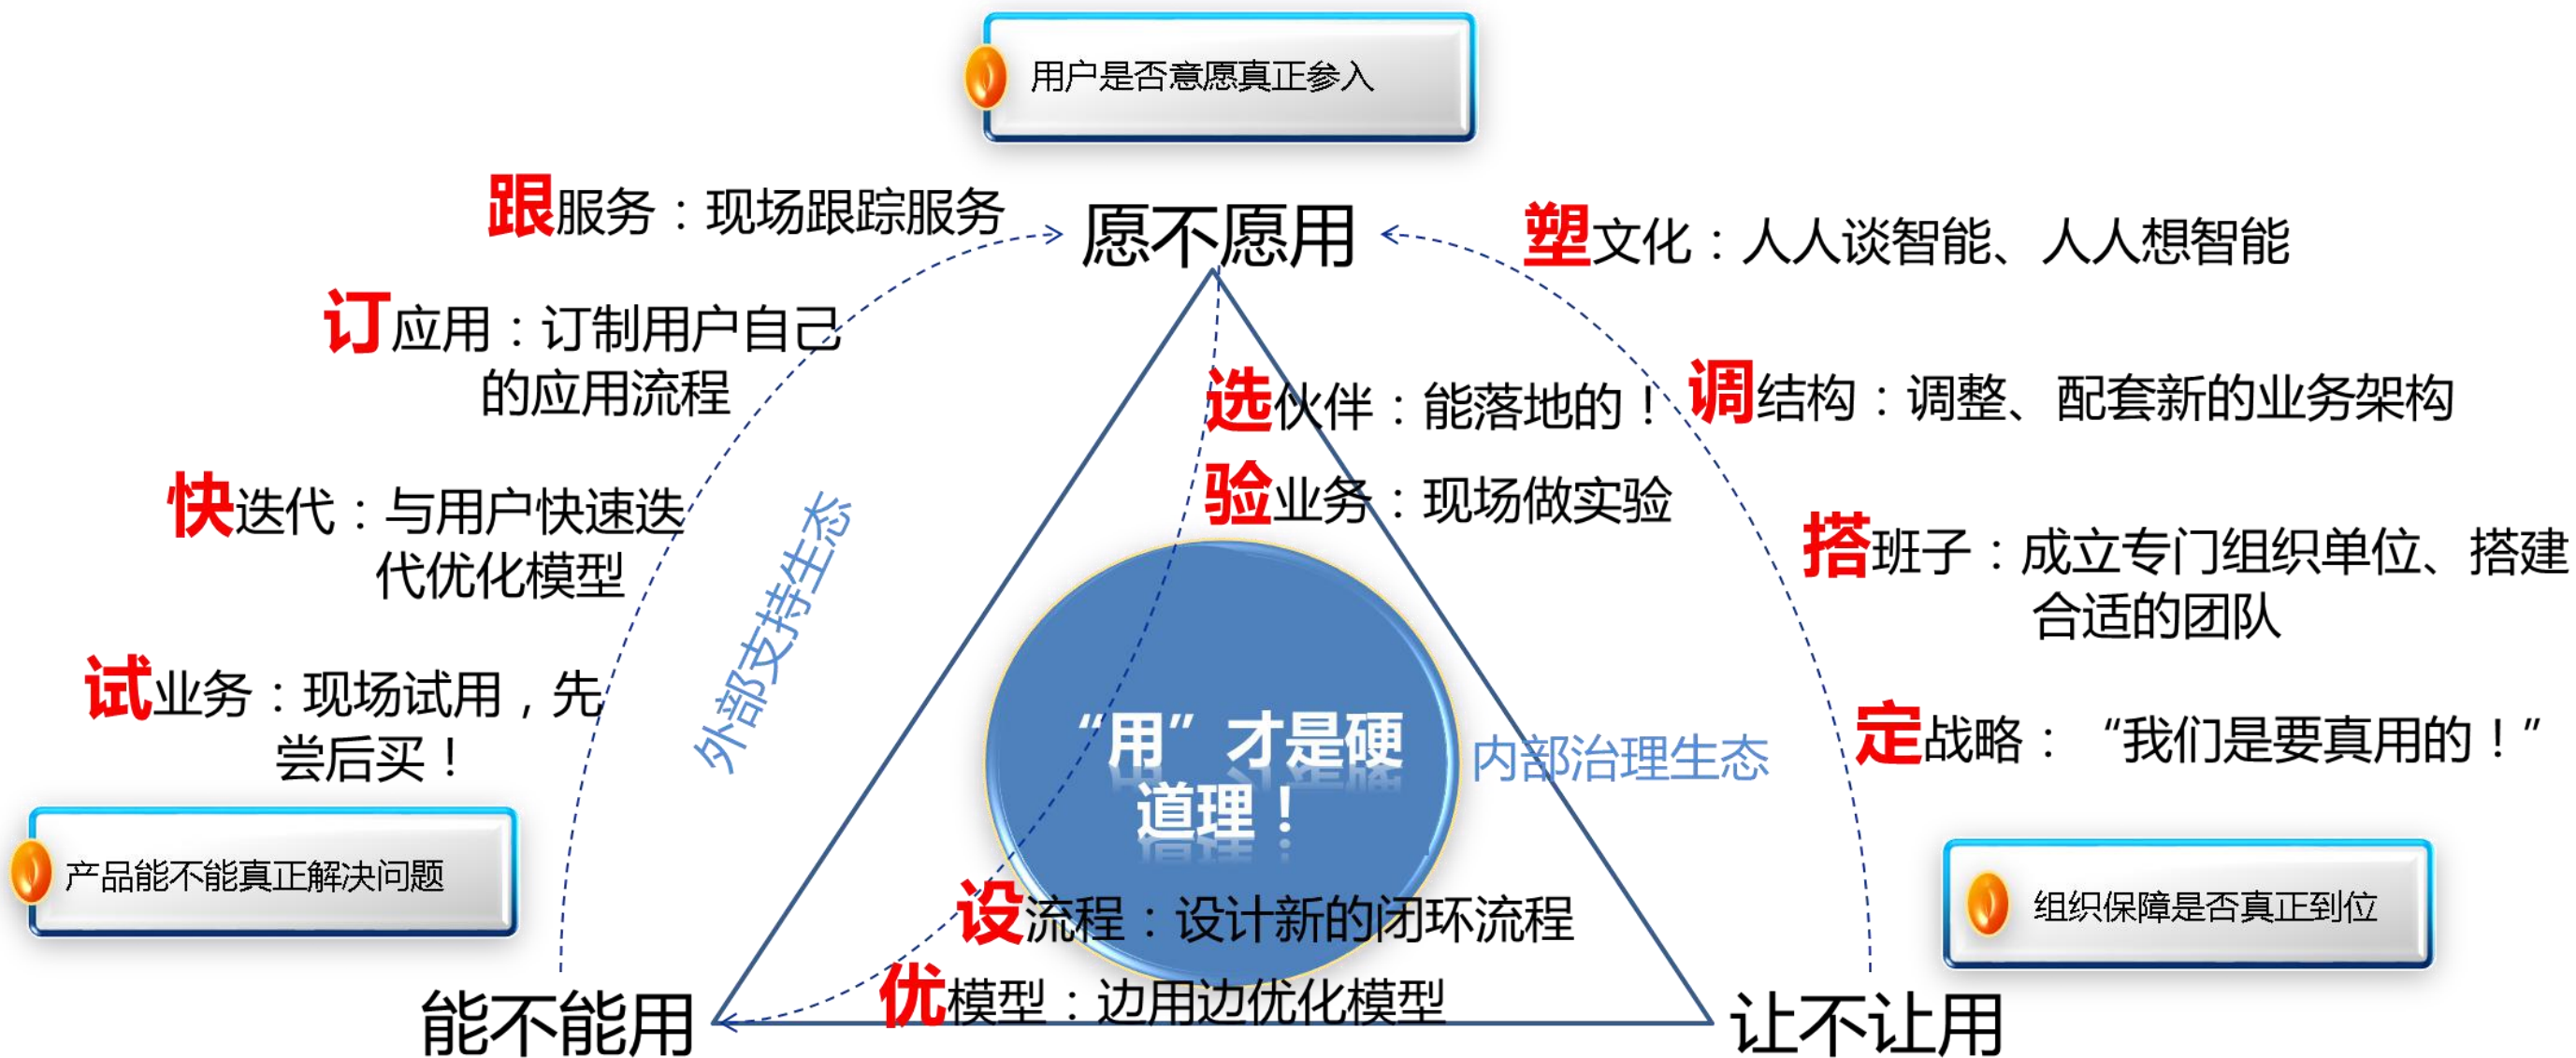 用户是否意愿真正参入
愿不愿用
跟服务：现场跟踪服务
订应用：订制用户自己
的应用流程
快迭代：与用户快速迭
代优化模型
试业务：现场试用，先
尝后买！
产品能不能真正解决问题
能不能用
外部支持生态
选伙伴：能落地的！
验业务：现场做实验
“用”才是硬
道理！
设流程：设计新的闭环流程
优模型：边用边优化模型
内部治理生态
塑文化：人人谈智能、人人想智能
调结构：调整、配套新的业务架构
搭班子：成立专门组织单位、搭建
合适的团队
定战略：“我们是要真用的！”
组织保障是否真正到位
让不让用